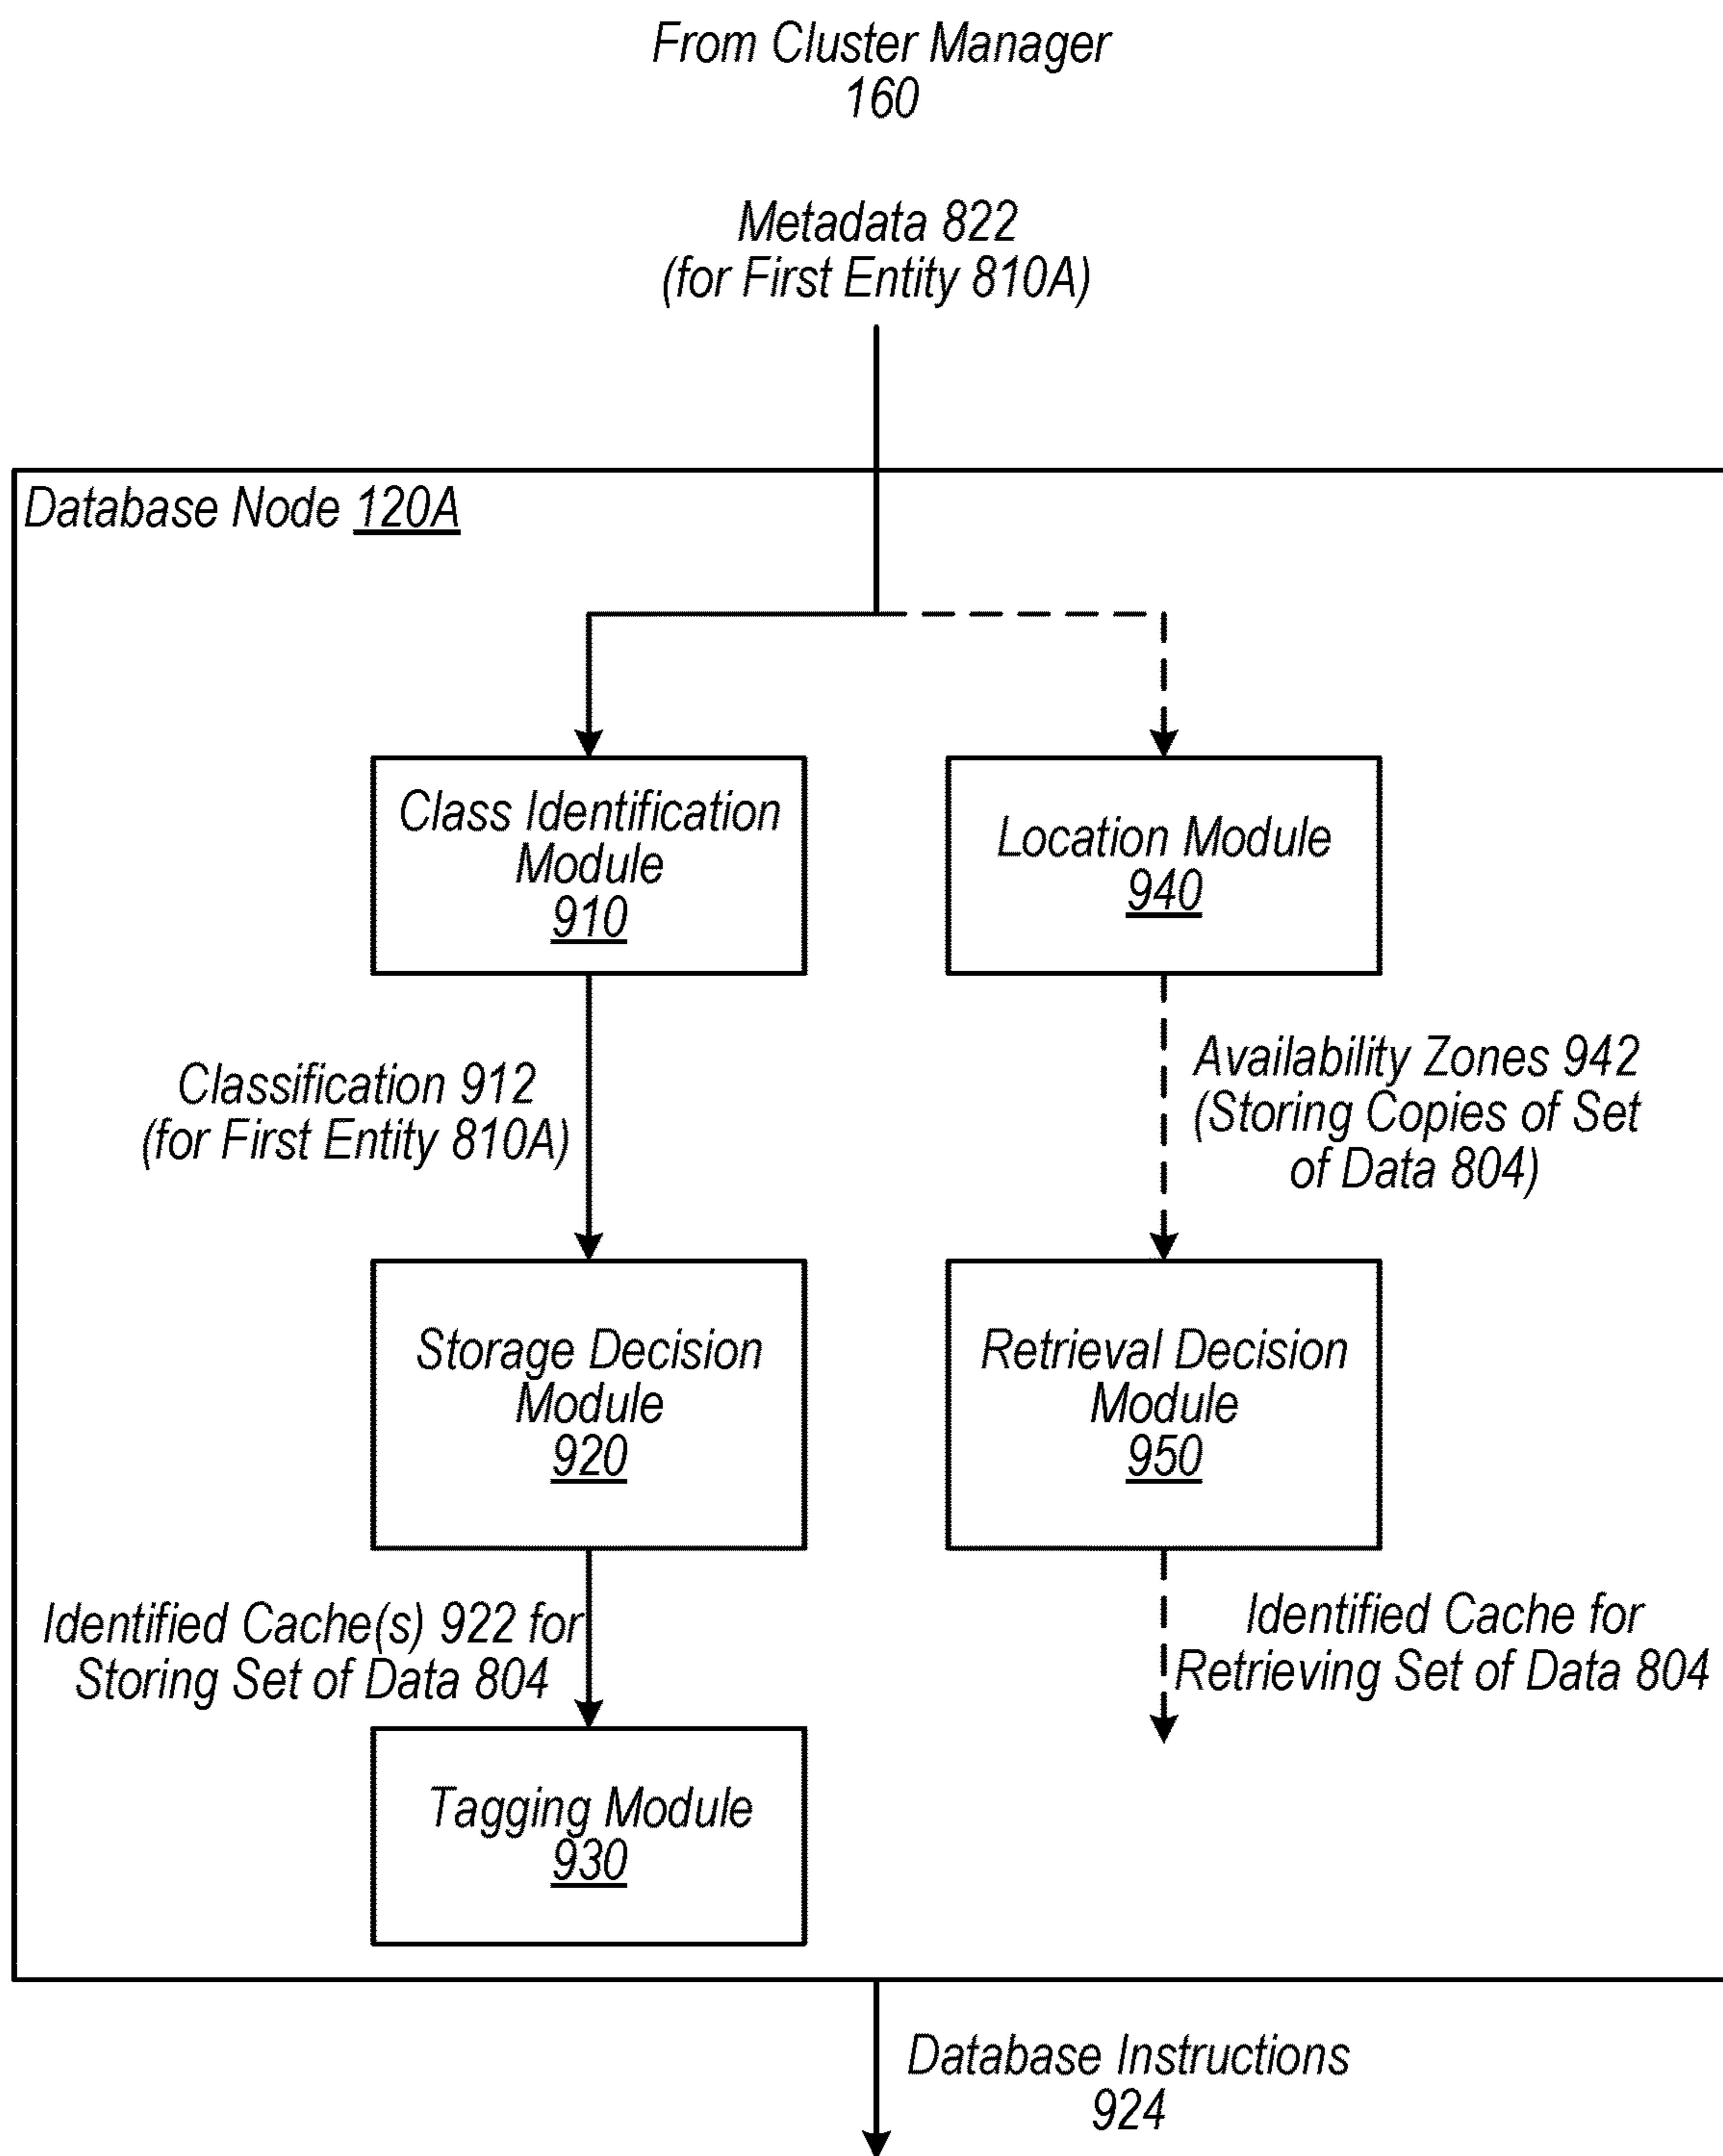 From Cluster Manager
160
Metadata 822
(for First Entity 810A)
Database Node 120A
Class Identification
Module
910
Location Module
940
Classification 912
(for First Entity 810A)
Availability Zones 942
(Storing Copies of Set
of Data 804)
Storage Decision
Module
920
Retrieval Decision
Module
950
Identified Cache(s) 922 for
Storing Set of Data 804
Identified Cache for
Retrieving Set of Data 804
Tagging Module
930
Database Instructions
924